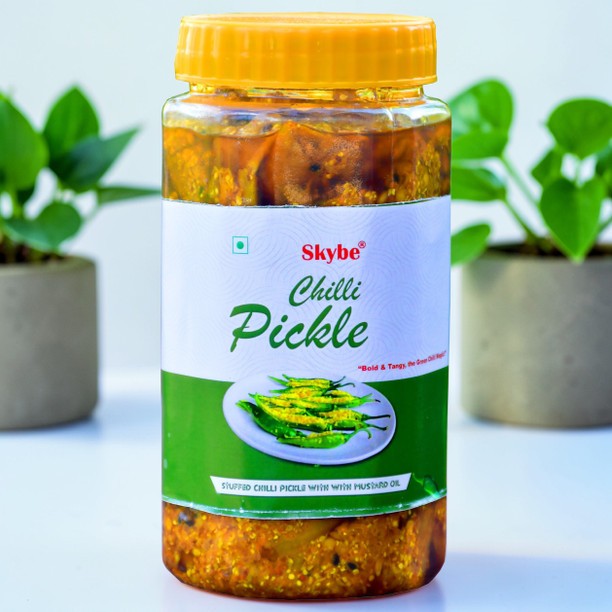 Skybe®
Chilli
Pickle
"Bold & Tangy, the Green Chilli Magic!"
STUFFED CHILLI PICKLE WITH WITH MUSTARD OIL